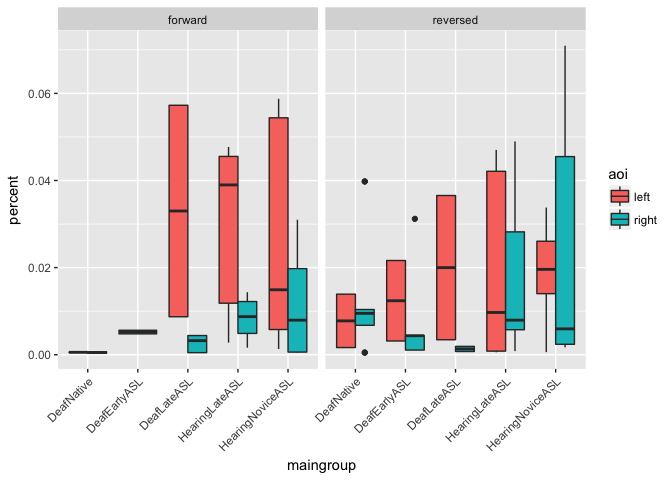 forward
reversed
percent
0.06
0.04
0.02
0.00
DeafNative
DeafEarlyASL
DeafLateASL
HearingLateASL
HearingNoviceASL
DeafNative
DeafEarlyASL
DeafLateASL
HearingLateASL
HearingNoviceASL
maingroup
aoi
left
right